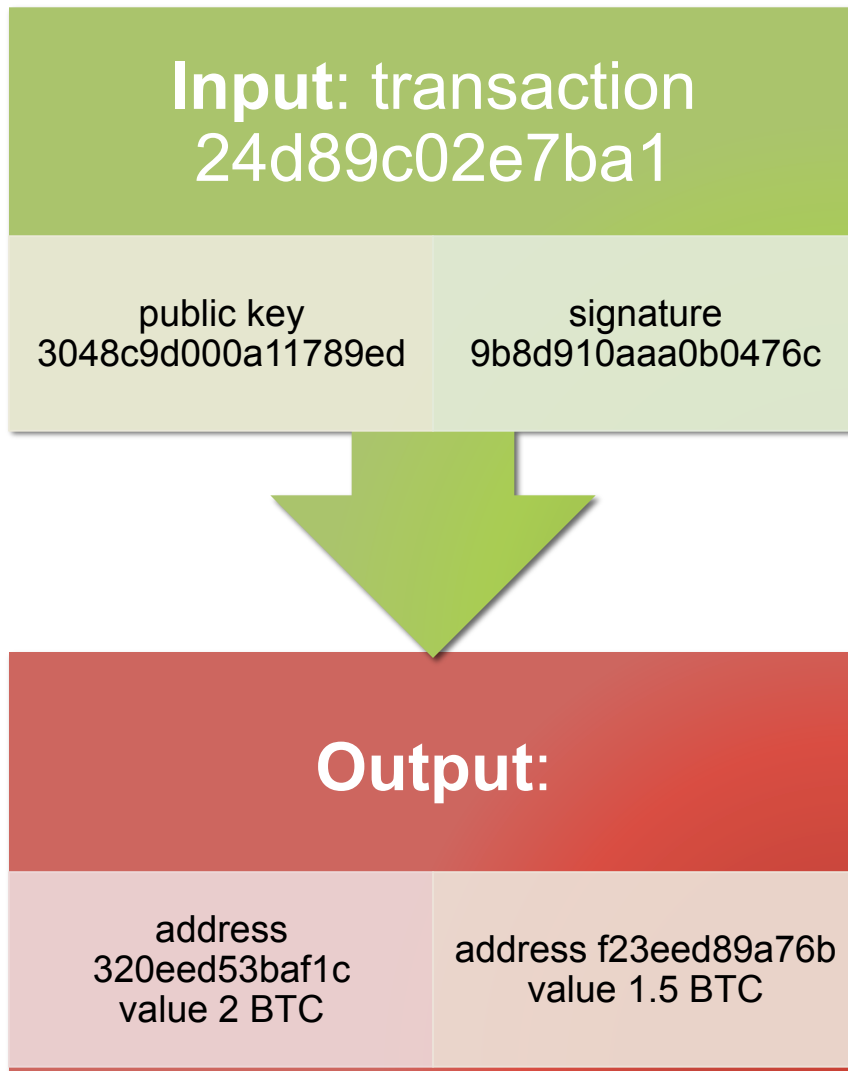 Input: transaction
24d89c02e7ba1
public key
3048c9d000a11789ed
signature
9b8d910aaa0b0476c
Output:
address
320eed53baf1c
value 2 BTC
address f23eed89a76b
value 1.5 BTC